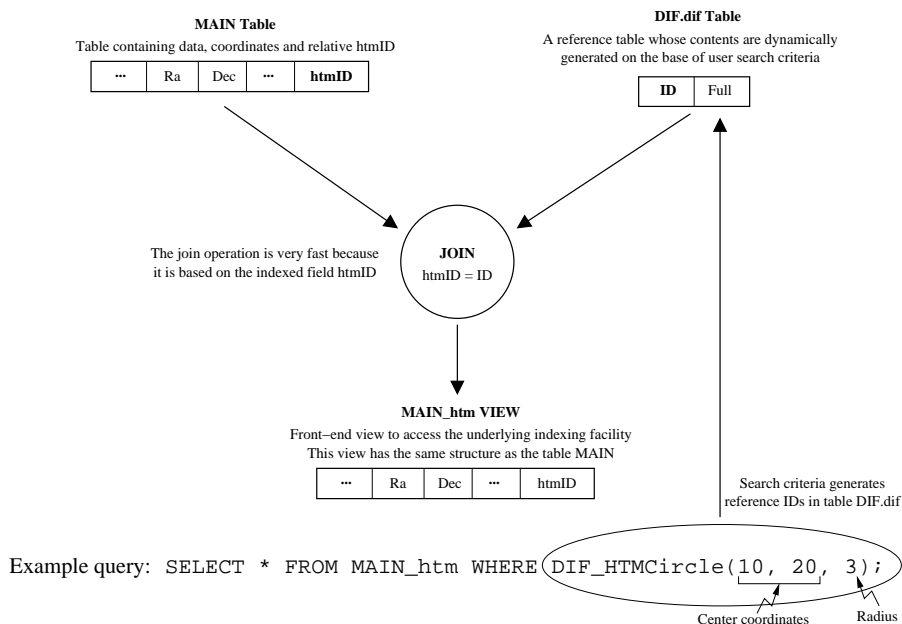 MAIN Table
Table containing data, coordinates and relative htmID
... Ra Dec ... htmID
DIF.dif Table
A reference table whose contents are dynamically
generated on the base of user search criteria
ID Full
The join operation is very fast because
it is based on the indexed field htmID
JOIN
htmID = ID
MAIN_htm VIEW
Front−end view to access the underlying indexing facility
This view has the same structure as the table MAIN
... Ra Dec ... htmID
Search criteria generates
reference IDs in table DIF.dif
Example query: SELECT * FROM MAIN_htm WHERE DIF_HTMCircle(10, 20, 3);
Center coordinates
Radius